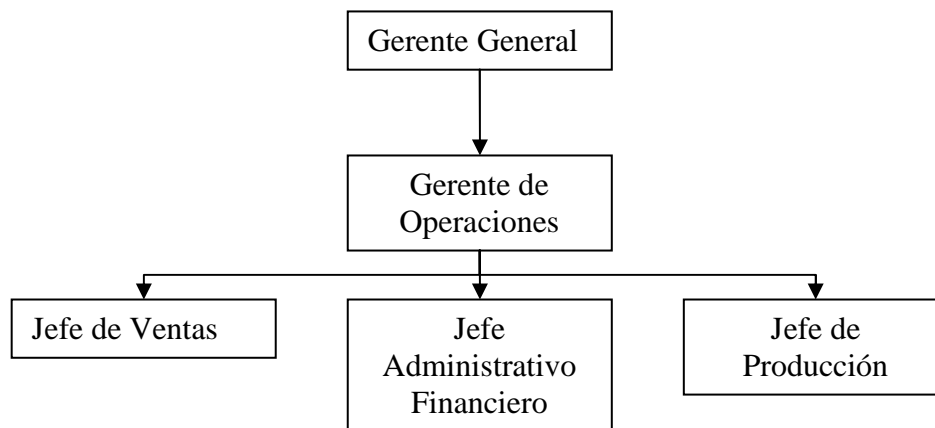 Gerente General
Gerente de
Operaciones
Jefe de Ventas
Jefe
Administrativo
Financiero
Jefe de
Producción